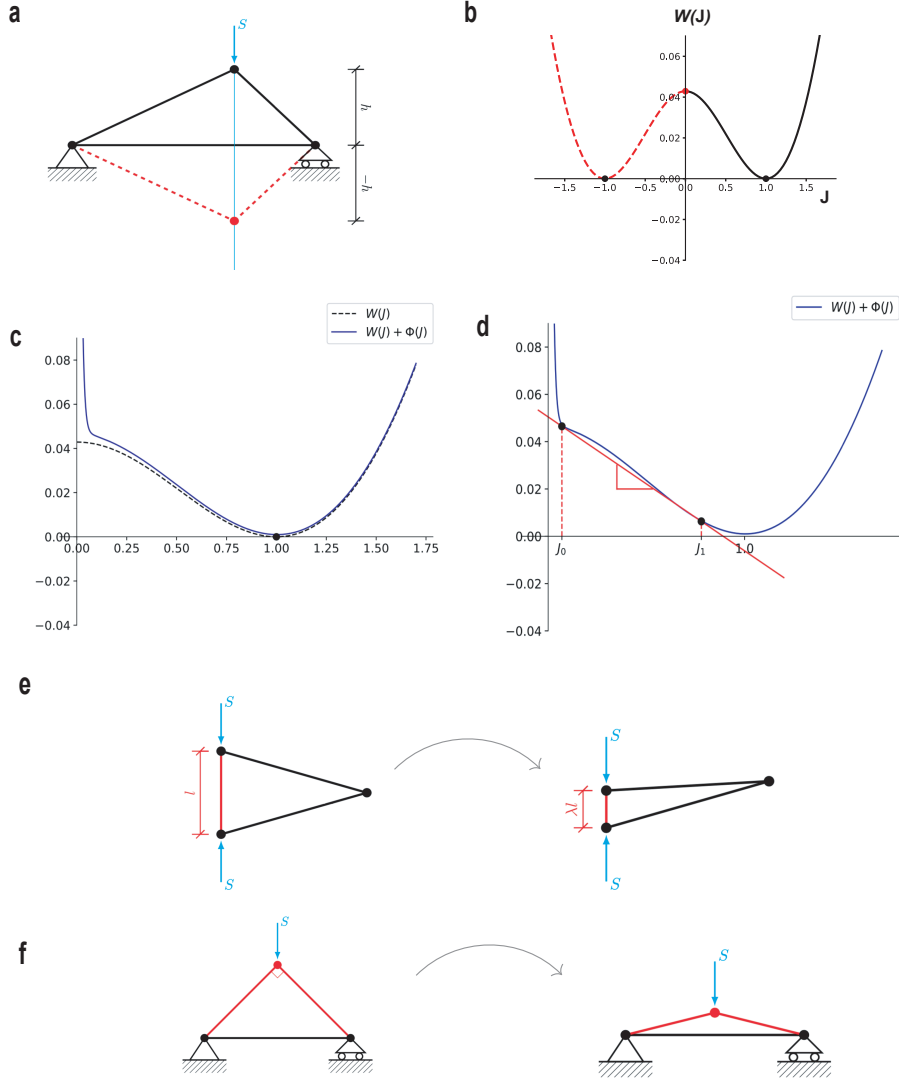 a
S
h
−h
b
W(J)
0.06
0.04
0.02
0.00
−0.02
−0.04
−1.5
−1.0
−0.5
0.0
0.5
1.0
1.5
J
c
W(J)
W(J) + Φ(J)
0.08
0.06
0.04
0.02
0.00
−0.02
−0.04
0.00
0.25
0.50
0.75
1.00
1.25
1.50
1.75
d
W(J) + Φ(J)
0.08
0.06
0.04
0.02
0.00
−0.02
−0.04
J₀
J₁
1.0
e
S
l
S
S
λl
S
f
S
S